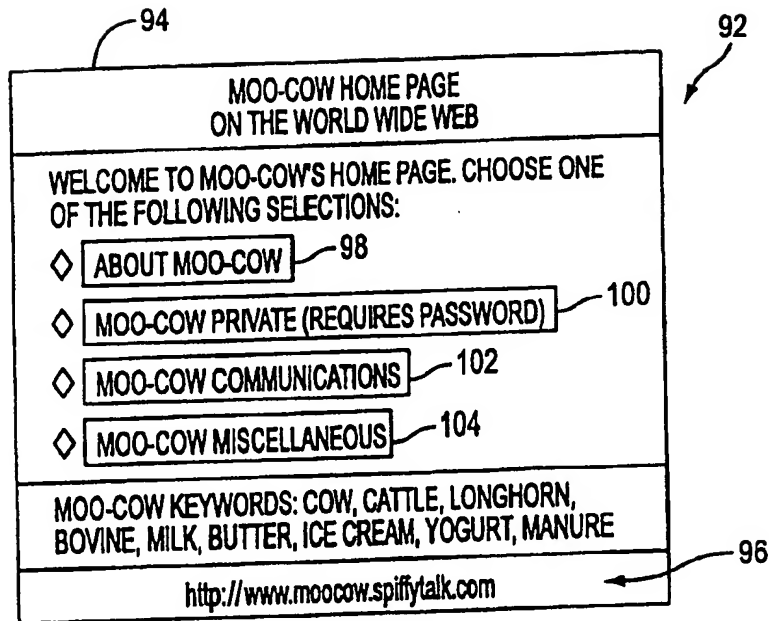 94
92
MOO-COW HOME PAGE
ON THE WORLD WIDE WEB
WELCOME TO MOO-COW'S HOME PAGE. CHOOSE ONE
OF THE FOLLOWING SELECTIONS:
ABOUT MOO-COW
98
MOO-COW PRIVATE (REQUIRES PASSWORD)
100
MOO-COW COMMUNICATIONS
102
MOO-COW MISCELLANEOUS
104
MOO-COW KEYWORDS: COW, CATTLE, LONGHORN,
BOVINE, MILK, BUTTER, ICE CREAM, YOGURT, MANURE
96
http://www.moocow.spiffytalk.com